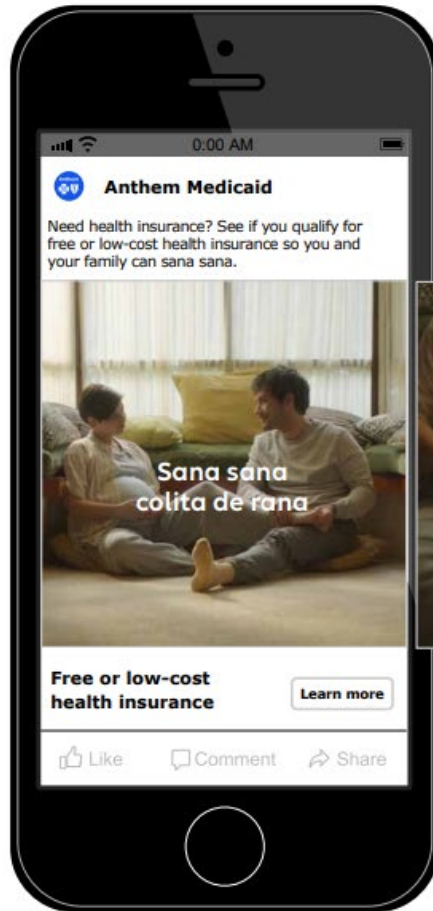 0:00 AM
Anthem Medicaid
Need health insurance? See if you qualify for
free or low-cost health insurance so you and
your family can sana sana.
Sana sana
colita de rana
Free or low-cost
health insurance
Learn more
Like
Comment
Share